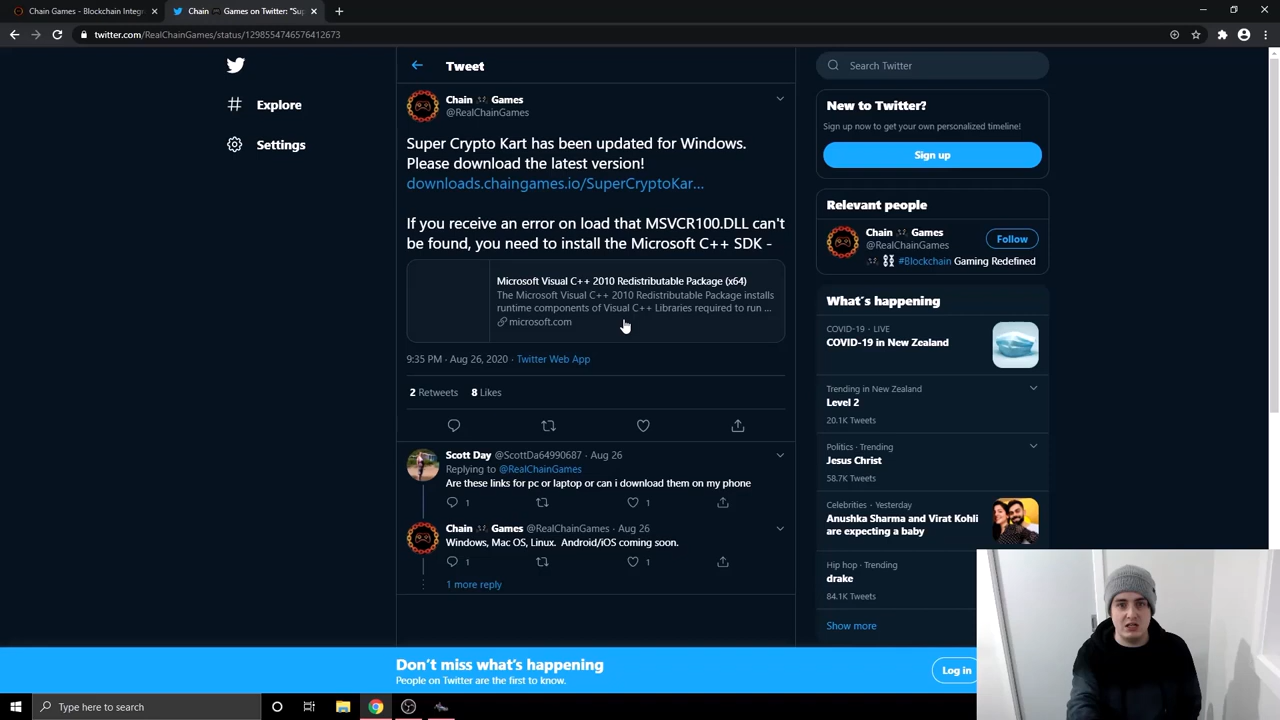 Chain Games - Blockchain Integ
Chain Games on Twitter: "Sup
twitter.com/RealChainGames/status/1298554746576412673
Tweet
Search Twitter
Explore
Settings
Chain Games
@RealChainGames
Super Crypto Kart has been updated for Windows.
Please download the latest version!
downloads.chaingames.io/SuperCryptoKar...
If you receive an error on load that MSVCR100.DLL can't
be found, you need to install the Microsoft C++ SDK -
Microsoft Visual C++ 2010 Redistributable Package (x64)
The Microsoft Visual C++ 2010 Redistributable Package installs
runtime components of Visual C++ Libraries required to run ...
microsoft.com
9:35 PM · Aug 26, 2020 · Twitter Web App
2 Retweets 8 Likes
Scott Day @ScottDa64990687 · Aug 26
Replying to @RealChainGames
Are these links for pc or laptop or can i download them on my phone
1
1
Chain Games @RealChainGames · Aug 26
Windows, Mac OS, Linux. Android/iOS coming soon.
1
1
1 more reply
New to Twitter?
Sign up now to get your own personalized timeline!
Sign up
Relevant people
Chain Games
@RealChainGames
Follow
#Blockchain Gaming Redefined
What's happening
COVID-19 · LIVE
COVID-19 in New Zealand
Trending in New Zealand
Level 2
20.1K Tweets
Politics · Trending
Jesus Christ
58.7K Tweets
Celebrities · Yesterday
Anushka Sharma and Virat Kohli
are expecting a baby
Hip hop · Trending
drake
84.1K Tweets
Show more
Don't miss what's happening
People on Twitter are the first to know.
Log in
Type here to search